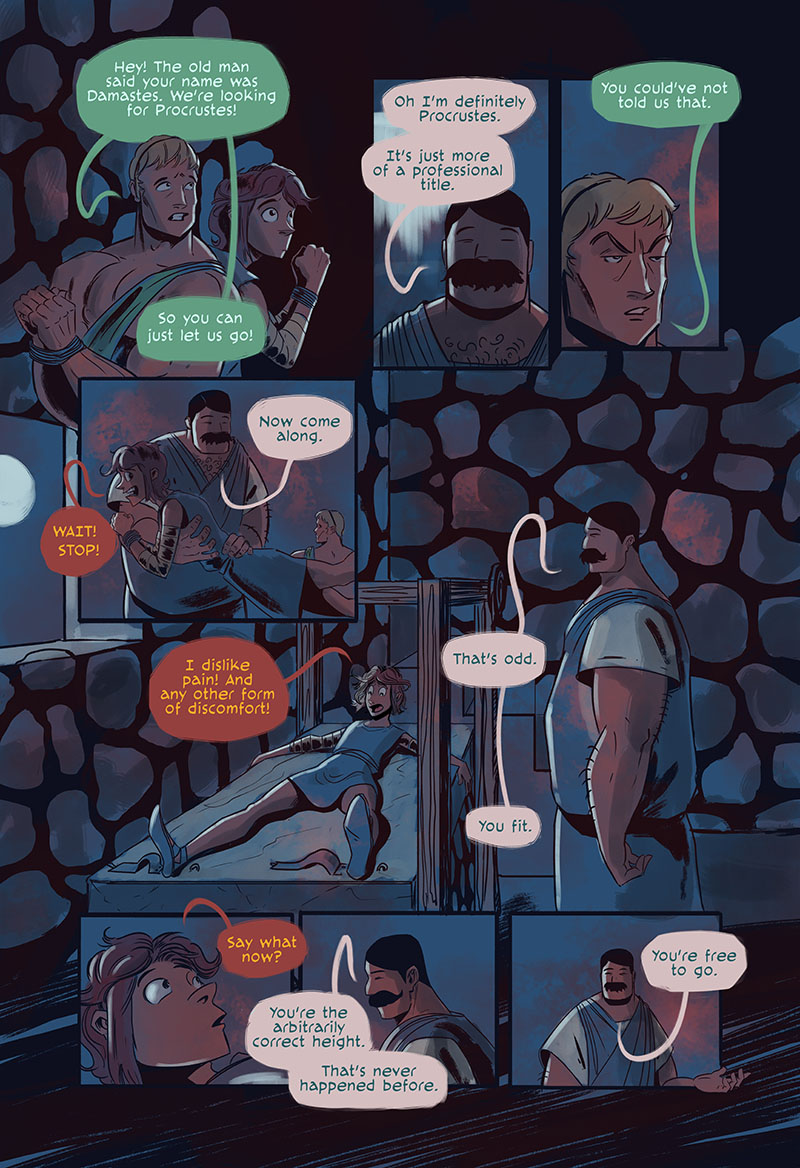 Hey! The old man
said your name was
Damastes. We're looking
for Procrustes!
So you can
just let us go!
Oh I'm definitely
Procrustes.
It's just more
of a professional
title.
You could've not
told us that.
Now come
along.
WAIT!
STOP!
I dislike
pain! And
any other form
of discomfort!
That's odd.
You fit.
Say what
now?
You're the
arbitrarily
correct height.
That's never
happened before.
You're free
to go.